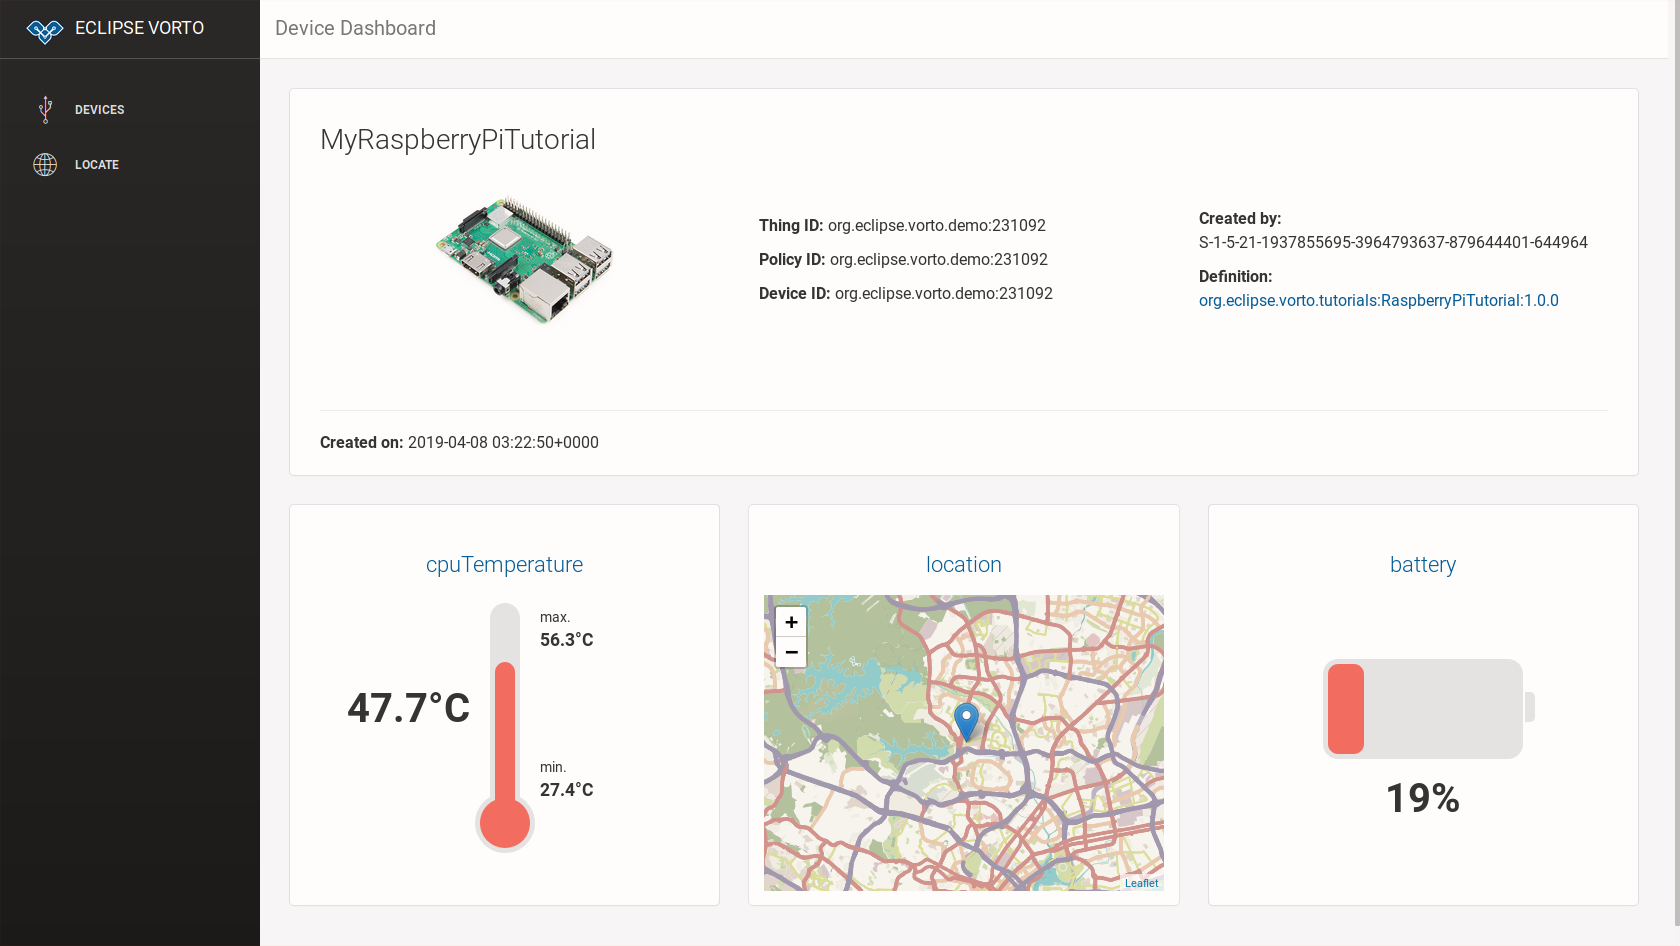 ECLIPSE VORTO
Device Dashboard
DEVICES
LOCATE
MyRaspberryPiTutorial
Thing ID: org.eclipse.vorto.demo:231092
Policy ID: org.eclipse.vorto.demo:231092
Device ID: org.eclipse.vorto.demo:231092
Created by:
S-1-5-21-1937855695-3964793637-879644401-644964
Definition:
org.eclipse.vorto.tutorials:RaspberryPiTutorial:1.0.0
Created on: 2019-04-08 03:22:50+0000
cpuTemperature
max.
56.3°C
47.7°C
min.
27.4°C
location
+
−
Leaflet
battery
19%